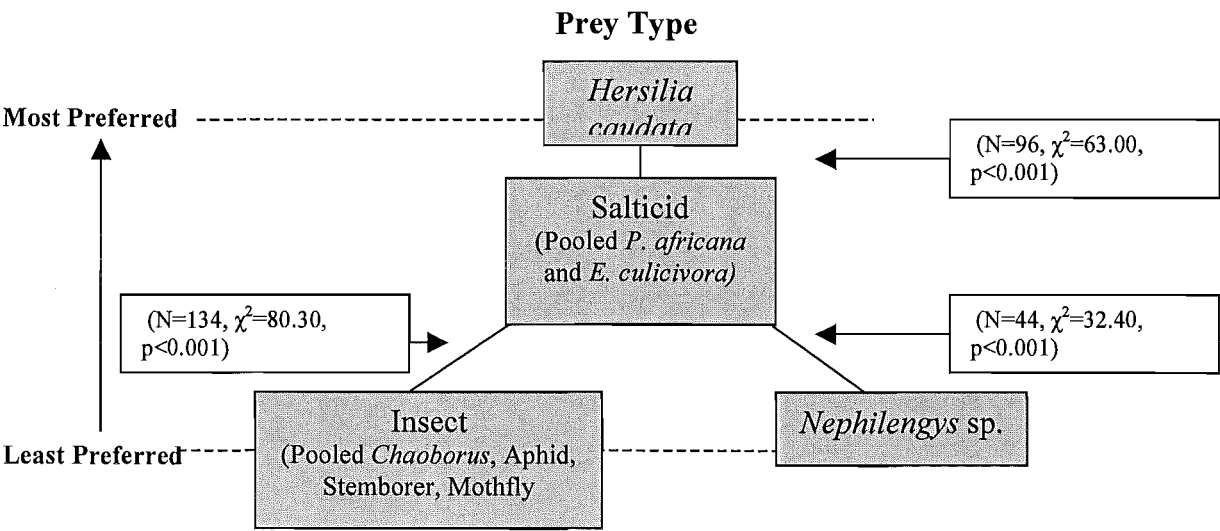 Prey Type
Hersilia
caudata
Most Preferred
(N=96, χ²=63.00,
p<0.001)
Salticid
(Pooled P. africana
and E. culicivora)
(N=134, χ²=80.30,
p<0.001)
(N=44, χ²=32.40,
p<0.001)
Insect
(Pooled Chaoborus, Aphid,
Stemborer, Mothfly
Nephilengys sp.
Least Preferred